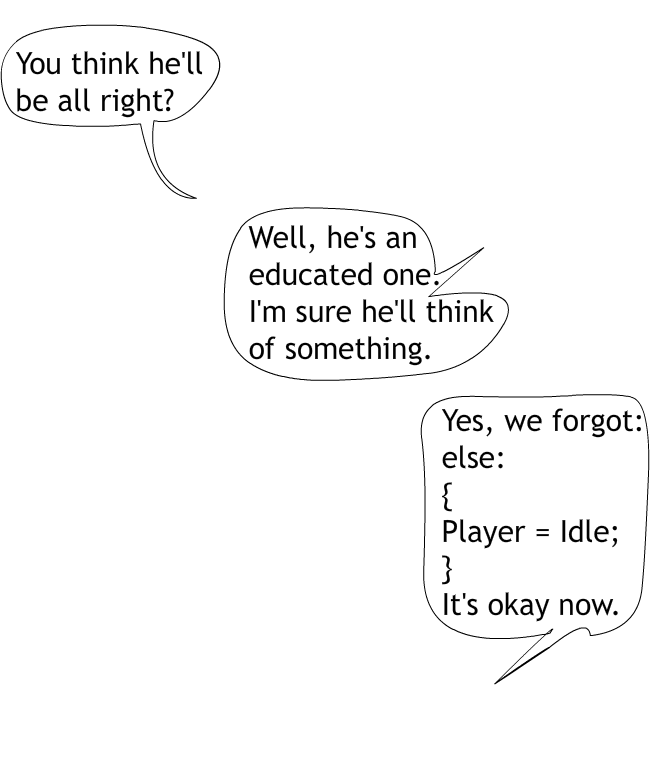 You think he'll
be all right?
Well, he's an
educated one.
I'm sure he'll think
of something.
Yes, we forgot:
else:
{
Player = Idle;
}
It's okay now.